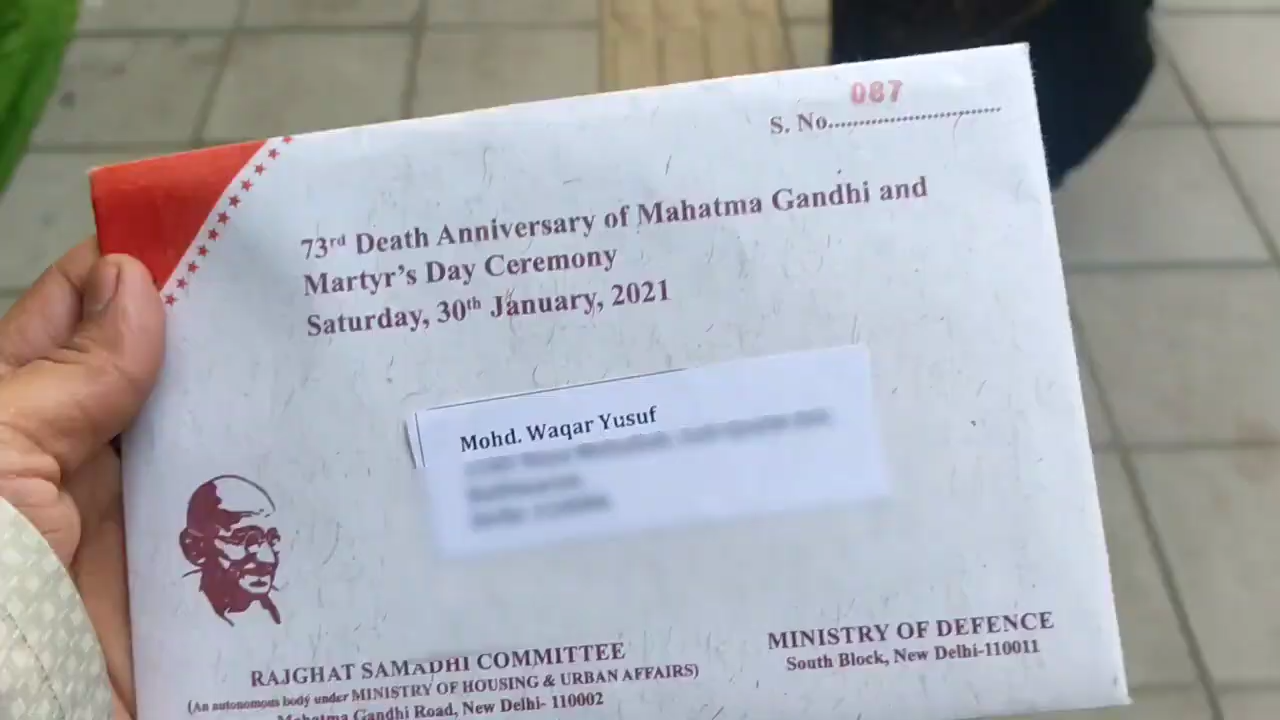 087
S. No..............................
73rd Death Anniversary of Mahatma Gandhi and
Martyr's Day Ceremony
Saturday, 30th January, 2021
Mohd. Waqar Yusuf
RAJGHAT SAMADHI COMMITTEE
(An autonomous body under MINISTRY OF HOUSING & URBAN AFFAIRS)
Mahatma Gandhi Road, New Delhi- 110002
MINISTRY OF DEFENCE
South Block, New Delhi-110011